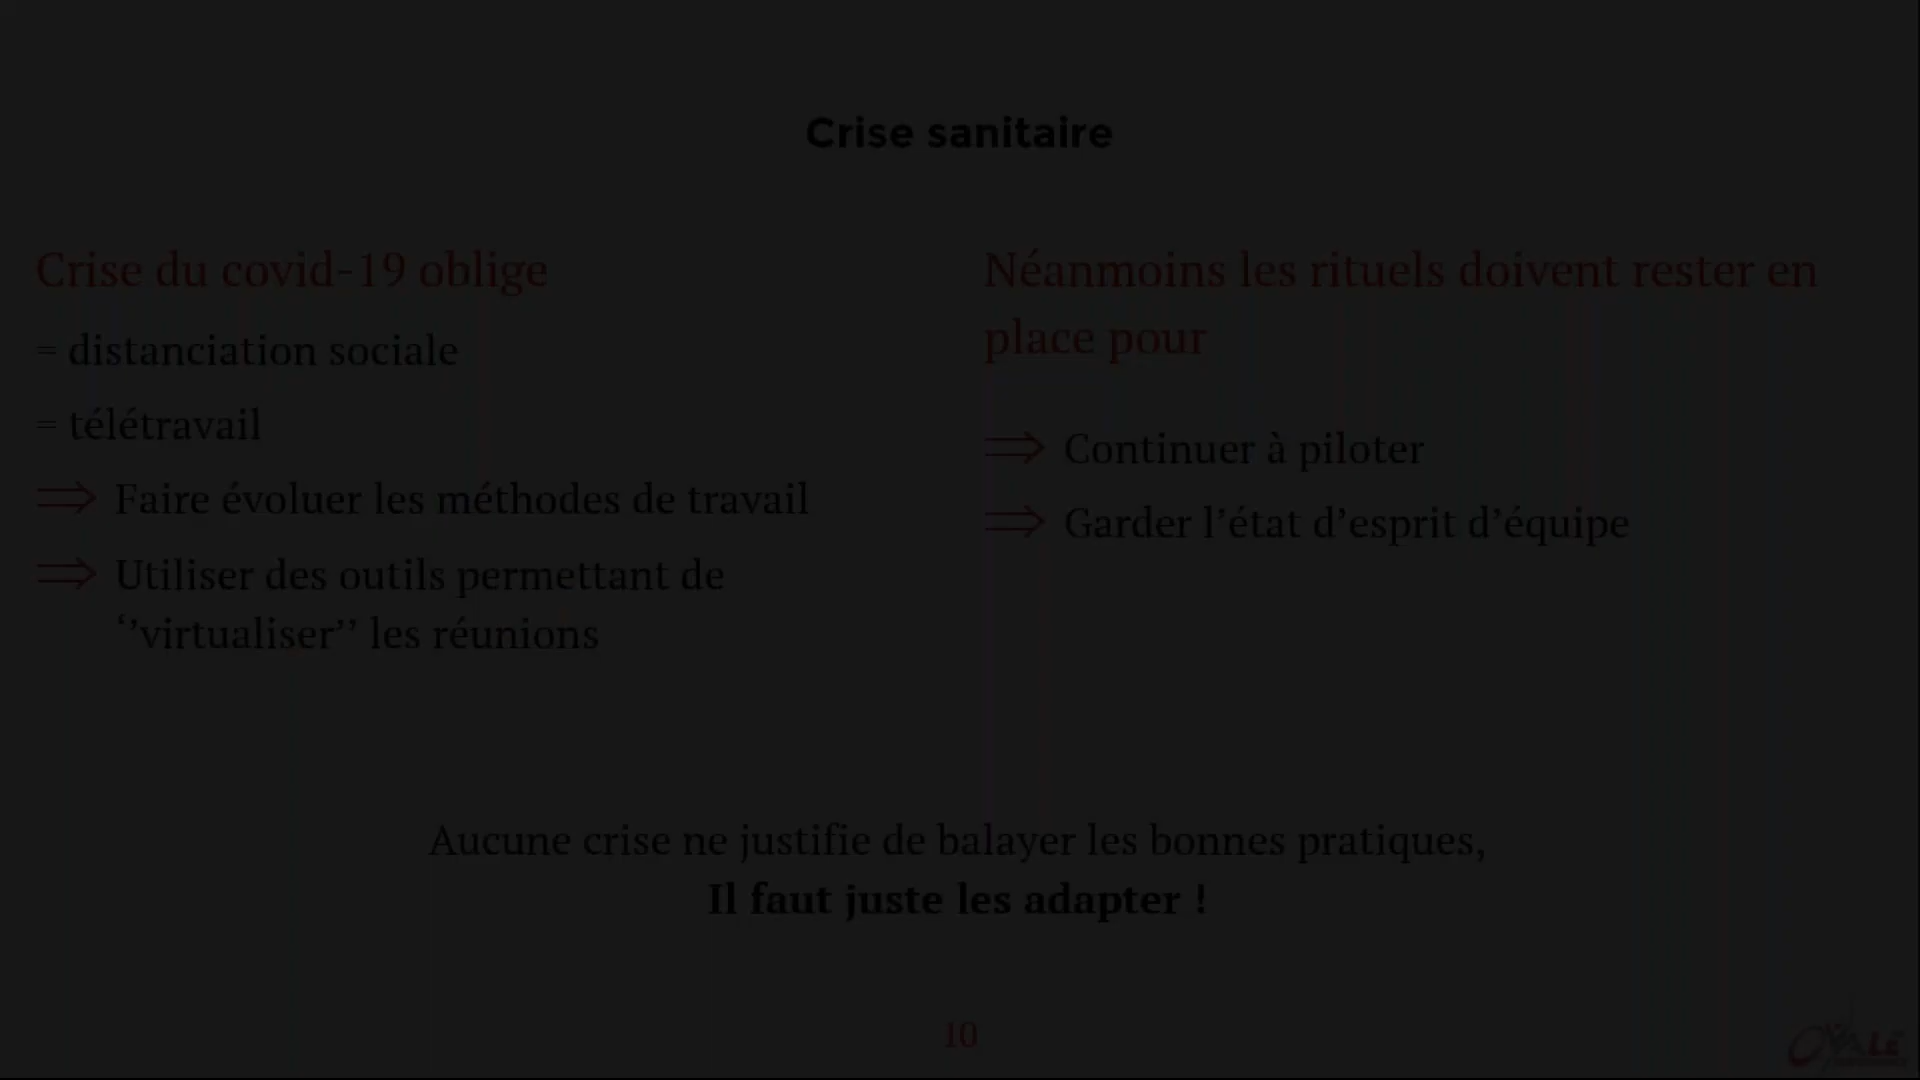 Crise sanitaire
Crise du covid-19 oblige
= distanciation sociale
= télétravail
⇒ Faire évoluer les méthodes de travail
⇒ Utiliser des outils permettant de
‘’virtualiser’’ les réunions
Néanmoins les rituels doivent rester en
place pour
⇒ Continuer à piloter
⇒ Garder l’état d’esprit d’équipe
Aucune crise ne justifie de balayer les bonnes pratiques,
Il faut juste les adapter !
10